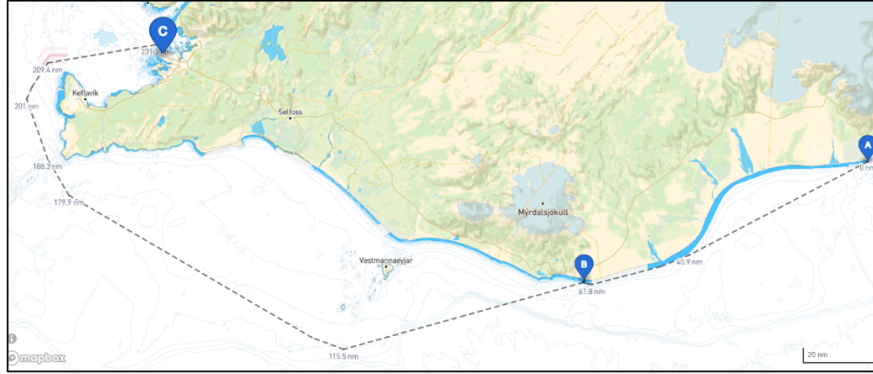 C
231.
209.4 nm
Keflavík
201 nm
Selfoss
A
0 nm
188.3 nm
179.9 nm
Mýrdalsjökull
Vestmannaeyjar
B
40.9 nm
61.8 nm
115.5 nm
20 nm
mapbox